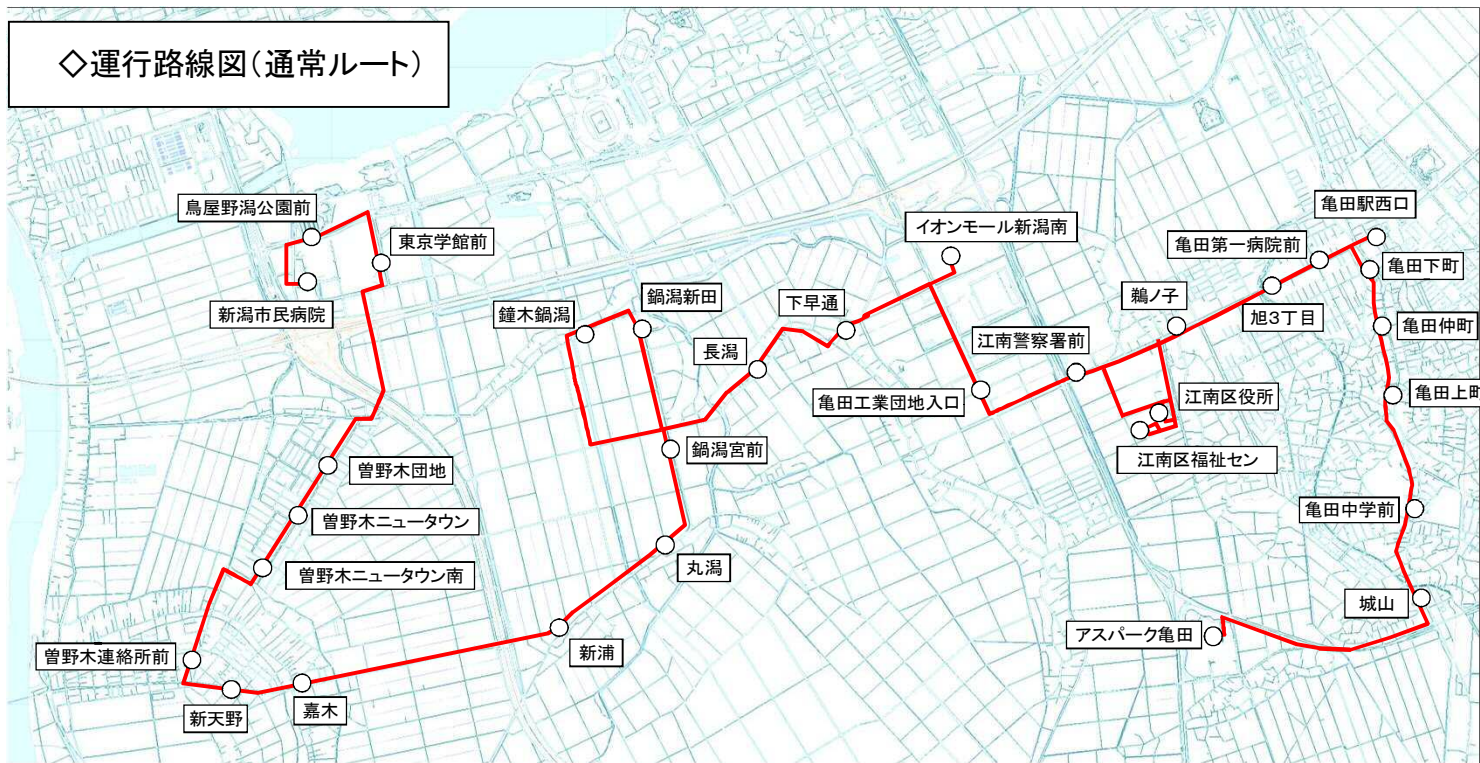 ◇運行路線図(通常ルート)
鳥屋野潟公園前
東京学館前
新潟市民病院
鐘木鍋潟
鍋潟新田
下早通
長潟
イオンモール新潟南
亀田駅西口
亀田第一病院前
亀田下町
鵜ノ子
旭3丁目
亀田仲町
江南警察署前
亀田工業団地入口
江南区役所
亀田上町
江南区福祉セン
鍋潟宮前
曽野木団地
曽野木ニュータウン
曽野木ニュータウン南
亀田中学前
丸潟
城山
アスパーク亀田
新浦
曽野木連絡所前
新天野
嘉木